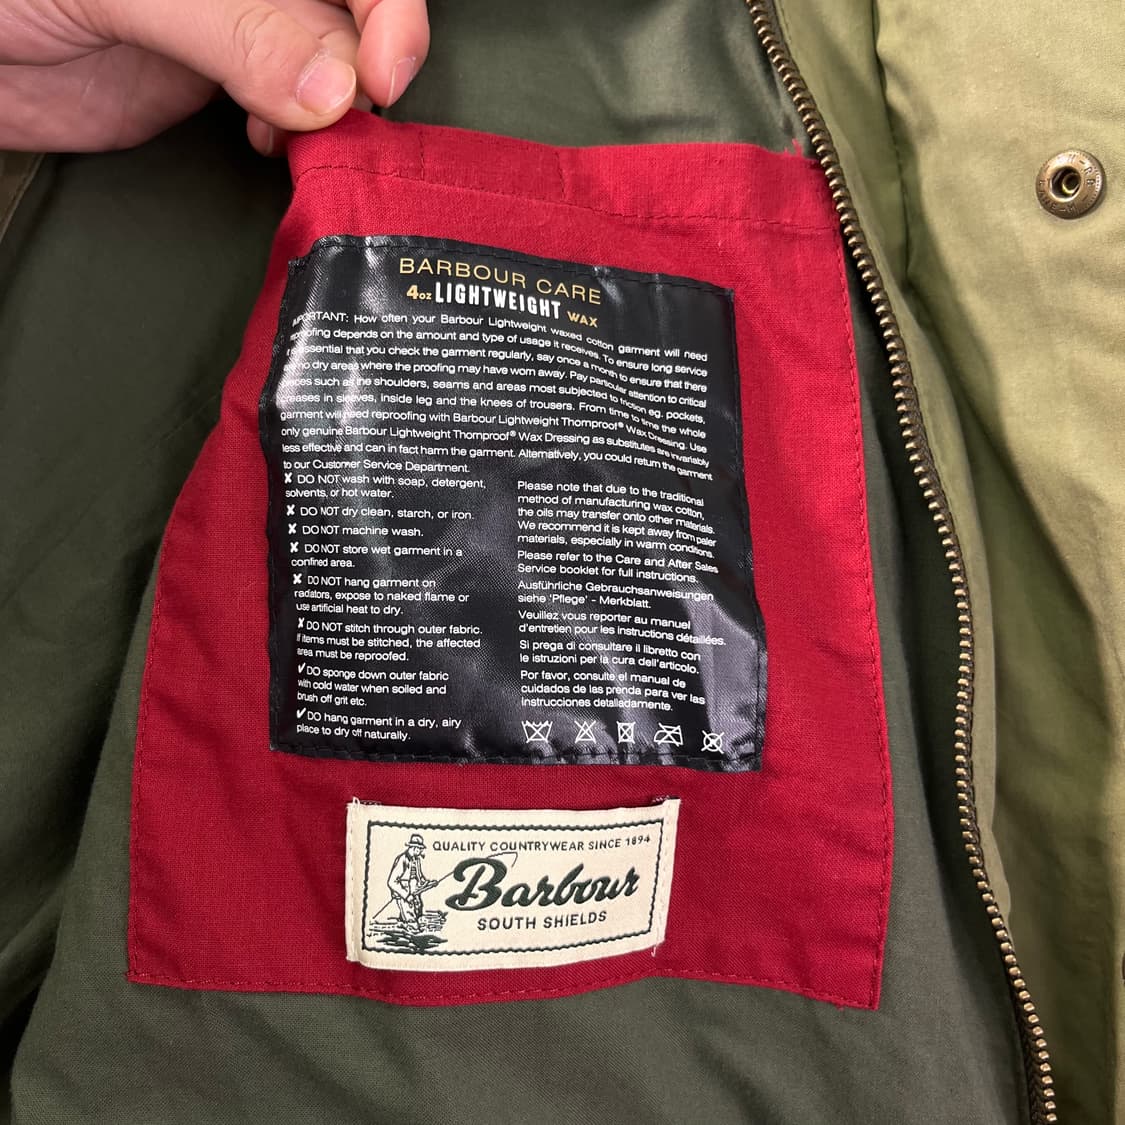 BARBOUR CARE
4oz LIGHTWEIGHT WAX
IMPORTANT: How often your Barbour Lightweight waxed cotton garment will need
proofing depends on the amount and type of usage it receives. To ensure long service
essential that you check the garment regularly, say once a month to ensure that there
no dry areas where the proofing may have worn away. Pay particular attention to critical
places such as the shoulders, seams and areas most subjected to friction eg. pockets,
creases in sleeves, inside leg and the knees of trousers. From time to time the whole
garment will need reproofing with Barbour Lightweight Thornproof® Wax Dressing. Use
only genuine Barbour Lightweight Thornproof® Wax Dressing as substitutes are invariably
less effective and can in fact harm the garment. Alternatively, you could return the garment
to our Customer Service Department.
✘ DO NOT wash with soap, detergent,
solvents, or hot water.
✘ DO NOT dry clean, starch, or iron.
✘ DO NOT machine wash.
✘ DO NOT store wet garment in a
confined area.
✘ DO NOT hang garment on
radiators, expose to naked flame or
use artificial heat to dry.
✘ DO NOT stitch through outer fabric.
If items must be stitched, the affected
area must be reproofed.
✔ DO sponge down outer fabric
with cold water when soiled and
brush off grit etc.
✔ DO hang garment in a dry, airy
place to dry off naturally.
Please note that due to the traditional
method of manufacturing wax cotton,
the oils may transfer onto other materials.
We recommend it is kept away from paler
materials, especially in warm conditions.
Please refer to the Care and After Sales
Service booklet for full instructions.
Ausführliche Gebrauchsanweisungen
siehe 'Pflege' - Merkblatt.
Veuillez vous reporter au manuel
d'entretien pour les instructions détaillées.
Si prega di consultare il libretto con
le istruzioni per la cura dell'articolo.
Por favor, consulte el manual de
cuidados de las prenda para ver las
instrucciones detalladamente.
QUALITY COUNTRYWEAR SINCE 1894
Barbour
SOUTH SHIELDS